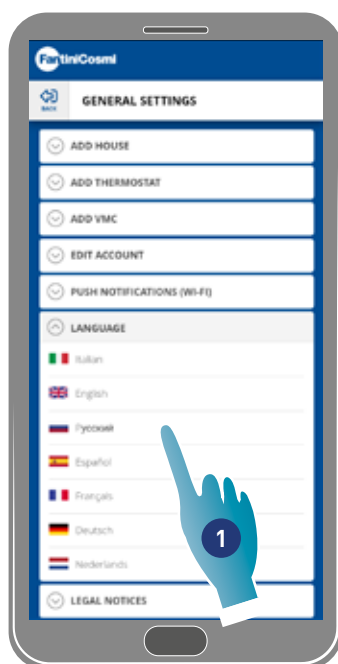 FantiniCosmi
BACK
GENERAL SETTINGS
ADD HOUSE
ADD THERMOSTAT
ADD VMC
EDIT ACCOUNT
PUSH NOTIFICATIONS (WI-FI)
LANGUAGE
Italian
English
Русский
Español
Français
Deutsch
Nederlands
1
LEGAL NOTICES